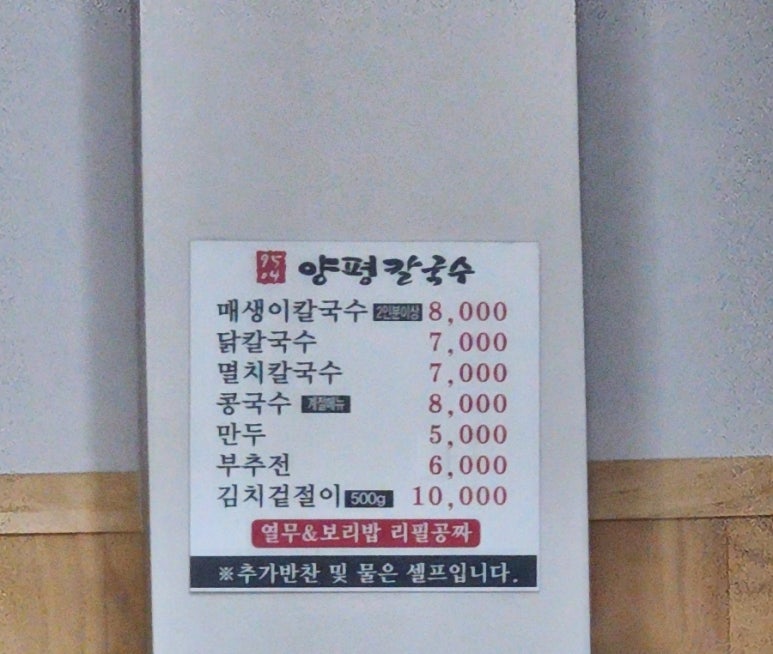 95
04
양평칼국수
매생이칼국수 2인분이상 8,000
닭칼국수 7,000
멸치칼국수 7,000
콩국수 계절메뉴 8,000
만두 5,000
부추전 6,000
김치겉절이 500g 10,000
열무&보리밥 리필공짜
※추가반찬 및 물은 셀프입니다.